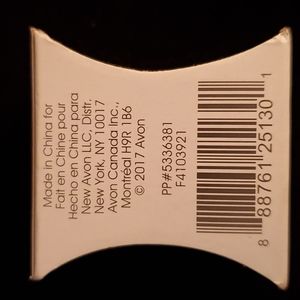 Made in China for
Fait en Chine pour
Hecho en China para
New Avon LLC, Distr.
New York, NY 10017
Avon Canada Inc.,
Montréal H9R 1B6
© 2017 Avon
PP#5336381
F4103921
8 88761 25130 1